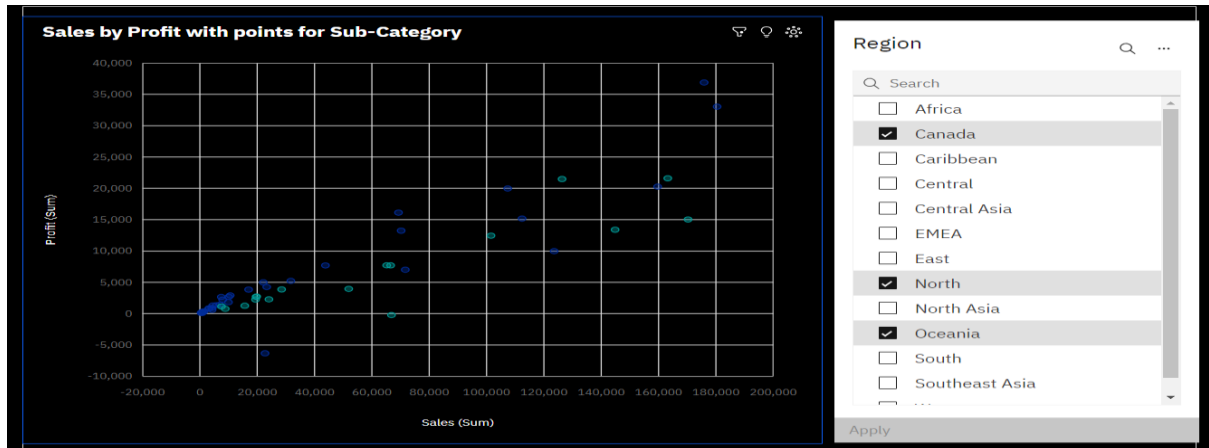 Sales by Profit with points for Sub-Category
40,000
35,000
30,000
25,000
20,000
15,000
10,000
5,000
0
-5,000
-10,000
Profit (Sum)
-20,000 0 20,000 40,000 60,000 80,000 100,000 120,000 140,000 160,000 180,000 200,000
Sales (Sum)
Region
...
Search
Africa
Canada
Caribbean
Central
Central Asia
EMEA
East
North
North Asia
Oceania
South
Southeast Asia
Apply